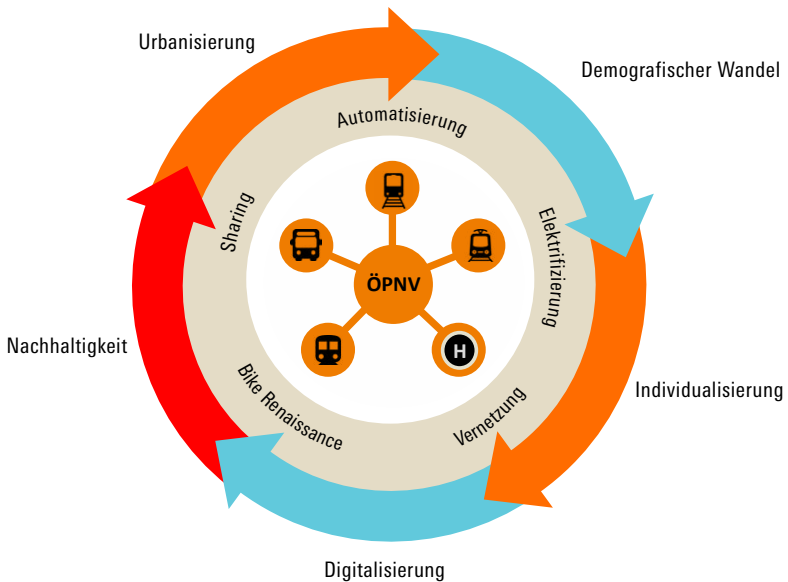 Urbanisierung
Demografischer Wandel
Automatisierung
Sharing
Elektrifizierung
ÖPNV
H
Nachhaltigkeit
Bike Renaissance
Vernetzung
Individualisierung
Digitalisierung